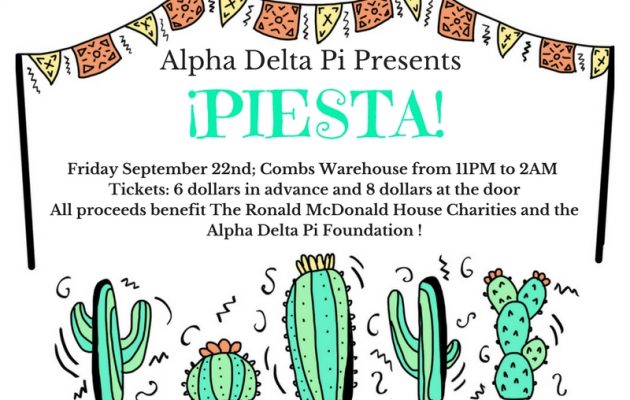 Alpha Delta Pi Presents
¡PIESTA!
Friday September 22nd; Combs Warehouse from 11PM to 2AM
Tickets: 6 dollars in advance and 8 dollars at the door
All proceeds benefit The Ronald McDonald House Charities and the
Alpha Delta Pi Foundation !